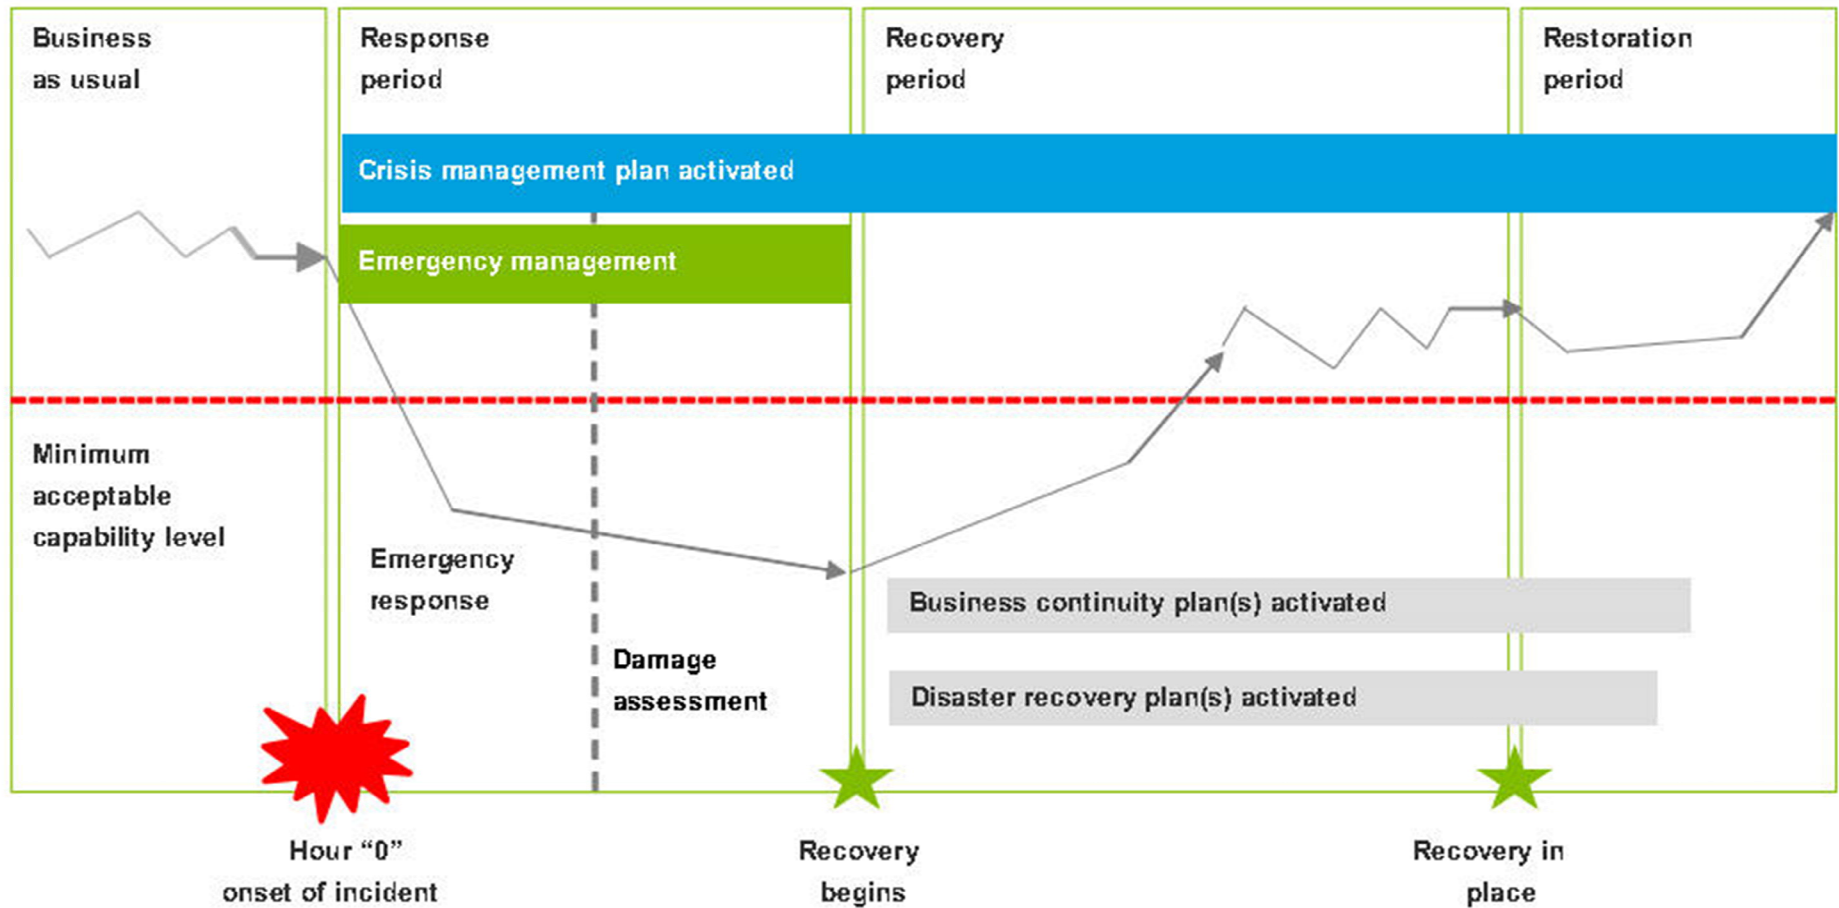 Business
as usual
Response
period
Recovery
period
Restoration
period
Crisis management plan activated
Emergency management
Minimum
acceptable
capability level
Emergency
response
Damage
assessment
Business continuity plan(s) activated
Disaster recovery plan(s) activated
Hour “0”
onset of incident
Recovery
begins
Recovery in
place